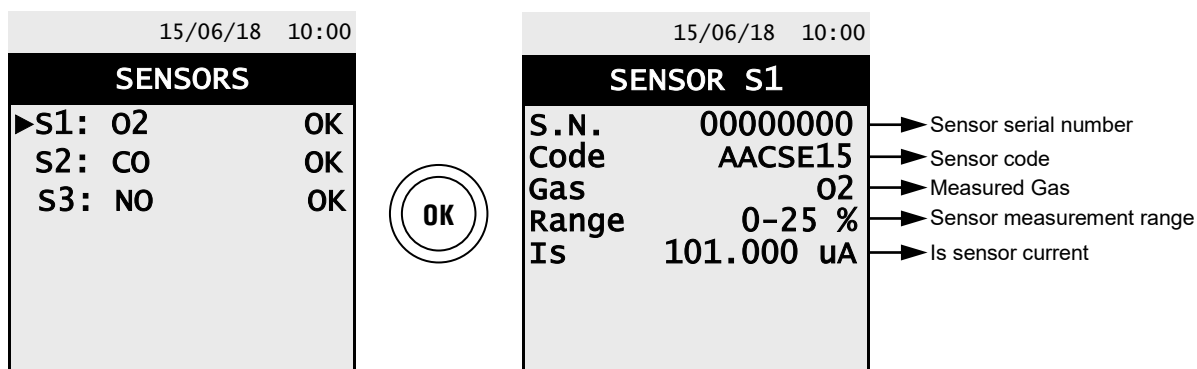 15/06/18 10:00
SENSORS
▶S1: O2 OK
S2: CO OK
S3: NO OK
OK
15/06/18 10:00
SENSOR S1
S.N. 00000000
Code AACSE15
Gas O2
Range 0-25 %
Is 101.000 uA
Sensor serial number
Sensor code
Measured Gas
Sensor measurement range
Is sensor current